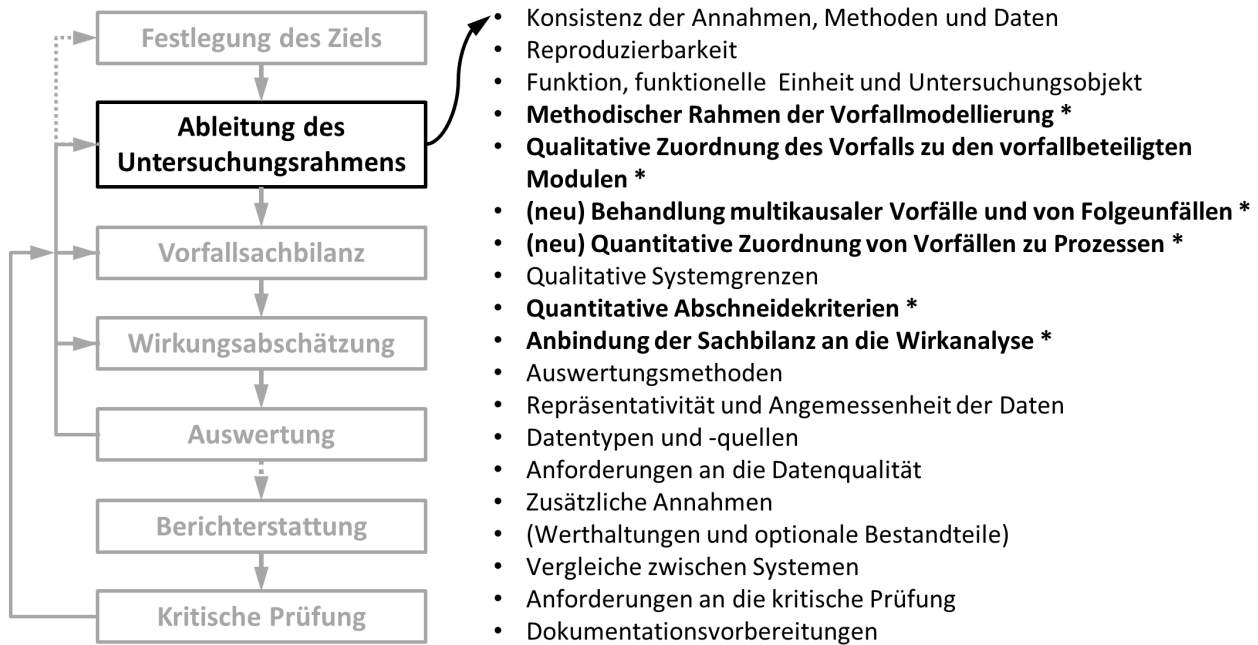 Festlegung des Ziels
Ableitung des
Untersuchungsrahmens
Vorfallsachbilanz
Wirkungsabschätzung
Auswertung
Berichterstattung
Kritische Prüfung
• Konsistenz der Annahmen, Methoden und Daten
• Reproduzierbarkeit
• Funktion, funktionelle Einheit und Untersuchungsobjekt
• Methodischer Rahmen der Vorfallmodellierung *
• Qualitative Zuordnung des Vorfalls zu den vorfallbeteiligten
Modulen *
• (neu) Behandlung multikausaler Vorfälle und von Folgeunfällen *
• (neu) Quantitative Zuordnung von Vorfällen zu Prozessen *
• Qualitative Systemgrenzen
• Quantitative Abschneidekriterien *
• Anbindung der Sachbilanz an die Wirkanalyse *
• Auswertungsmethoden
• Repräsentativität und Angemessenheit der Daten
• Datentypen und -quellen
• Anforderungen an die Datenqualität
• Zusätzliche Annahmen
• (Werthaltungen und optionale Bestandteile)
• Vergleiche zwischen Systemen
• Anforderungen an die kritische Prüfung
• Dokumentationsvorbereitungen